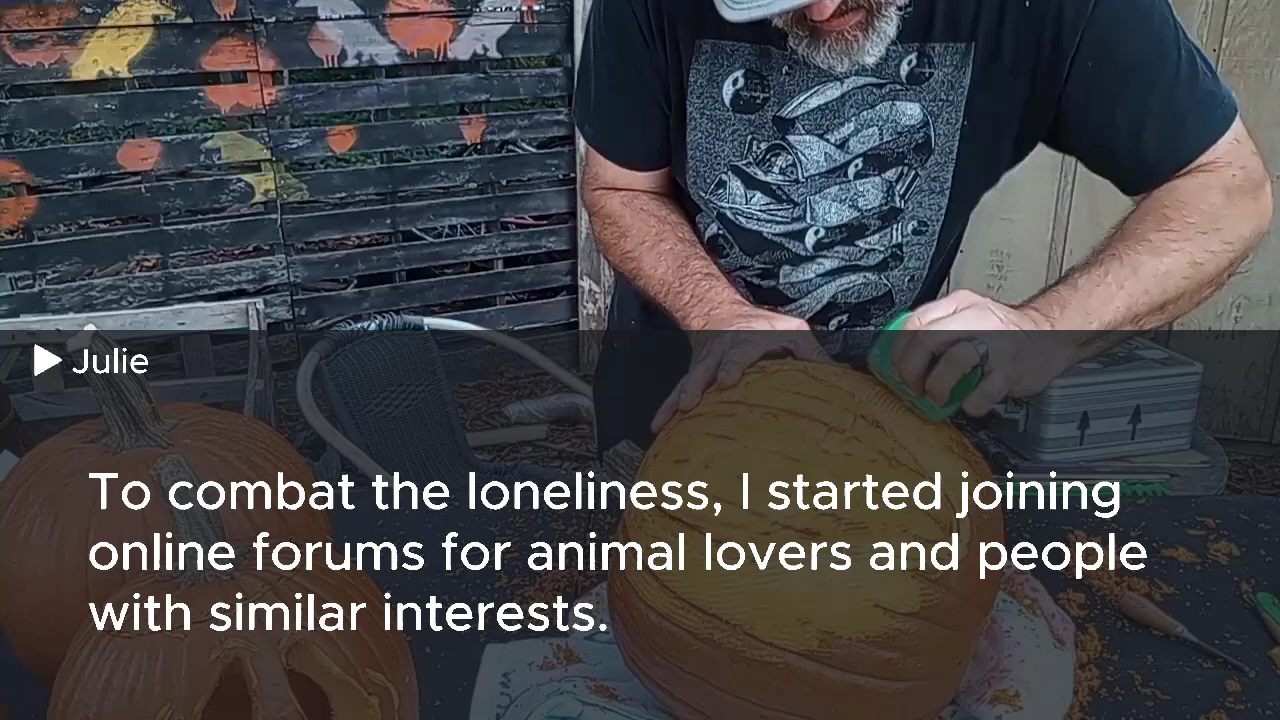 Julie
To combat the loneliness, I started joining
online forums for animal lovers and people
with similar interests.